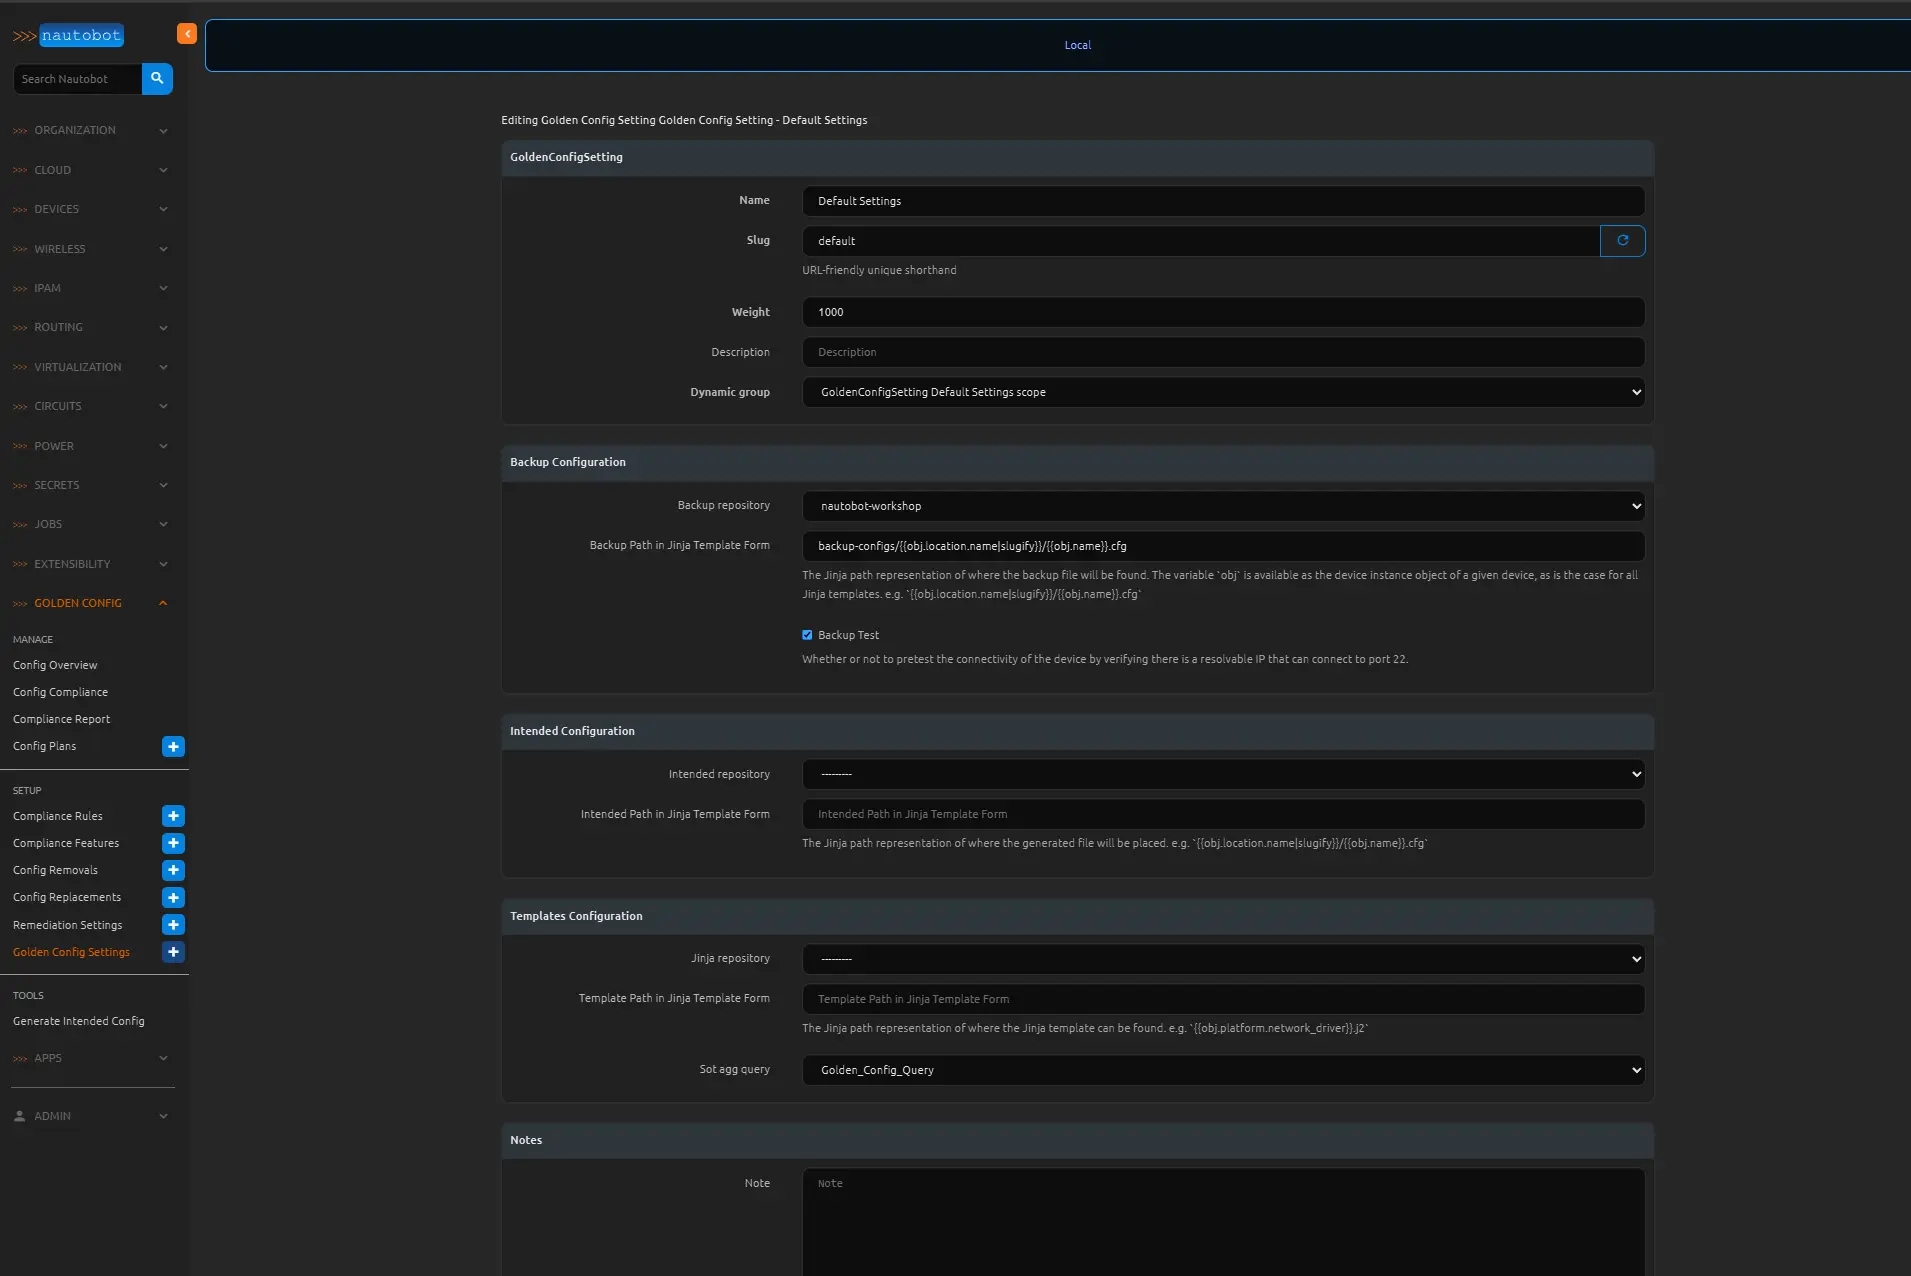 >>> nautobot
Search Nautobot
>>> ORGANIZATION
>>> CLOUD
>>> DEVICES
>>> WIRELESS
>>> IPAM
>>> ROUTING
>>> VIRTUALIZATION
>>> CIRCUITS
>>> POWER
>>> SECRETS
>>> JOBS
>>> EXTENSIBILITY
>>> GOLDEN CONFIG
MANAGE
Config Overview
Config Compliance
Compliance Report
Config Plans
SETUP
Compliance Rules
Compliance Features
Config Removals
Config Replacements
Remediation Settings
Golden Config Settings
TOOLS
Generate Intended Config
>>> APPS
ADMIN
Local
Editing Golden Config Setting Golden Config Setting - Default Settings
GoldenConfigSetting
Name Default Settings
Slug default
URL-friendly unique shorthand
Weight 1000
Description Description
Dynamic group GoldenConfigSetting Default Settings scope
Backup Configuration
Backup repository nautobot-workshop
Backup Path in Jinja Template Form backup-configs/{{obj.location.name|slugify}}/{{obj.name}}.cfg
The Jinja path representation of where the backup file will be found. The variable `obj` is available as the device instance object of a given device, as is the case for all
Jinja templates. e.g. `{{obj.location.name|slugify}}/{{obj.name}}.cfg`
Backup Test
Whether or not to pretest the connectivity of the device by verifying there is a resolvable IP that can connect to port 22.
Intended Configuration
Intended repository ---------
Intended Path in Jinja Template Form Intended Path in Jinja Template Form
The Jinja path representation of where the generated file will be placed. e.g. `{{obj.location.name|slugify}}/{{obj.name}}.cfg`
Templates Configuration
Jinja repository ---------
Template Path in Jinja Template Form Template Path in Jinja Template Form
The Jinja path representation of where the Jinja template can be found. e.g. `{{obj.platform.network_driver}}.j2`
Sot agg query Golden_Config_Query
Notes
Note Note